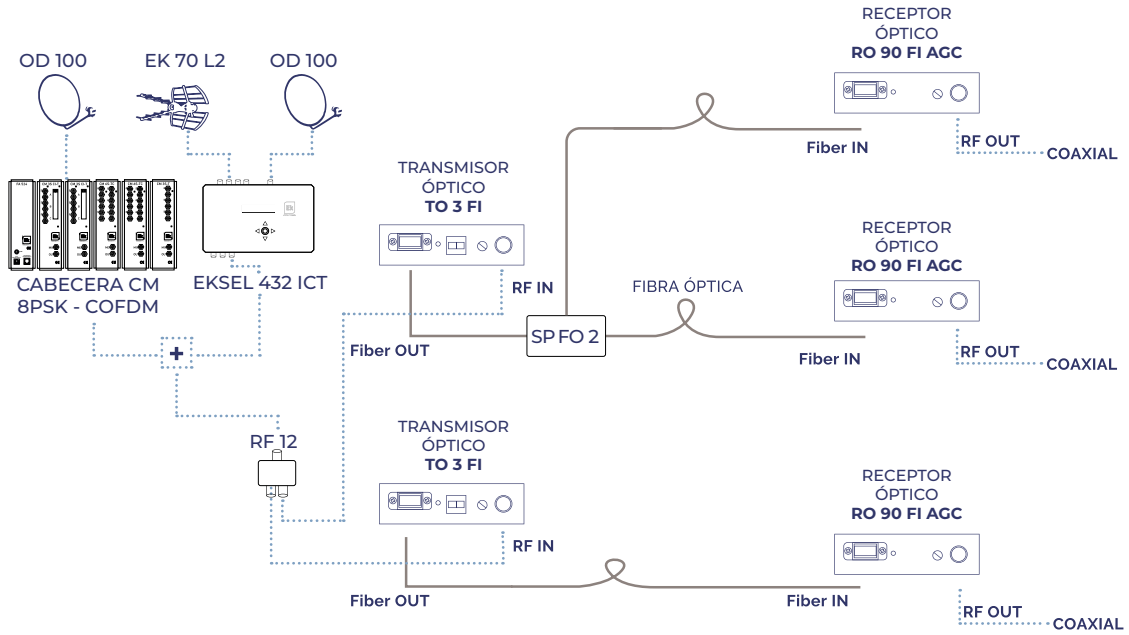 OD 100
EK 70 L2
OD 100
CABECERA CM
8PSK - COFDM
EKSEL 432 ICT
+
RF 12
TRANSMISOR
ÓPTICO
TO 3 FI
RF IN
Fiber OUT
SP FO 2
FIBRA ÓPTICA
RECEPTOR
ÓPTICO
RO 90 FI AGC
Fiber IN
RF OUT
COAXIAL
RECEPTOR
ÓPTICO
RO 90 FI AGC
Fiber IN
RF OUT
COAXIAL
TRANSMISOR
ÓPTICO
TO 3 FI
RF IN
Fiber OUT
RECEPTOR
ÓPTICO
RO 90 FI AGC
Fiber IN
RF OUT
COAXIAL